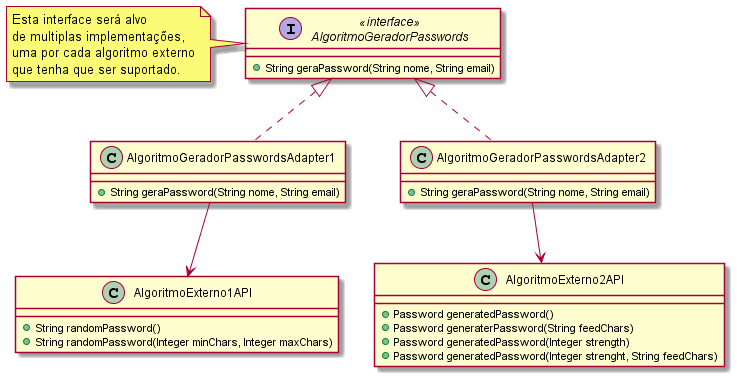 Esta interface será alvo
de multiplas implementações,
uma por cada algoritmo externo
que tenha que ser suportado.
I
«interface»
AlgoritmoGeradorPasswords
String geraPassword(String nome, String email)
C AlgoritmoGeradorPasswordsAdapter1
String geraPassword(String nome, String email)
C AlgoritmoGeradorPasswordsAdapter2
String geraPassword(String nome, String email)
C AlgoritmoExterno1API
String randomPassword()
String randomPassword(Integer minChars, Integer maxChars)
C AlgoritmoExterno2API
Password generatedPassword()
Password generaterPassword(String feedChars)
Password generatedPassword(Integer strength)
Password generatedPassword(Integer strenght, String feedChars)